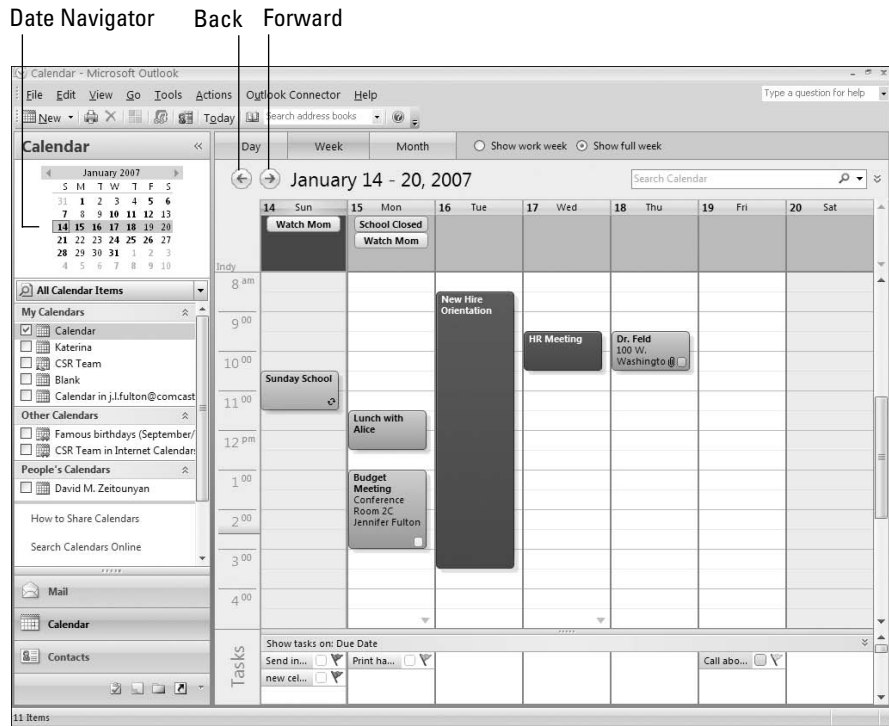 Date Navigator Back Forward
Calendar - Microsoft Outlook
File Edit View Go Tools Actions Outlook Connector Help Type a question for help
New Today Search address books
Calendar « Day Week Month Show work week Show full week
January 2007
S M T W T F S
31 1 2 3 4 5 6
7 8 9 10 11 12 13
14 15 16 17 18 19 20
21 22 23 24 25 26 27
28 29 30 31 1 2 3
4 5 6 7 8 9 10
January 14 - 20, 2007 Search Calendar
14 Sun 15 Mon 16 Tue 17 Wed 18 Thu 19 Fri 20 Sat
Watch Mom School Closed
Watch Mom
Indy
All Calendar Items
My Calendars
Calendar
Katerina
CSR Team
Blank
Calendar in j.l.fulton@comcast
Other Calendars
Famous birthdays (September/
CSR Team in Internet Calendar
People's Calendars
David M. Zeitounyan
How to Share Calendars
Search Calendars Online
Mail
Calendar
Contacts
8 am
9 00
10 00
11 00
12 pm
1 00
2 00
3 00
4 00
Sunday School
Lunch with
Alice
Budget
Meeting
Conference
Room 2C
Jennifer Fulton
New Hire
Orientation
HR Meeting
Dr. Feld
100 W.
Washingto
Tasks
Show tasks on: Due Date
Send in... Print ha... Call abo...
new cel...
11 Items